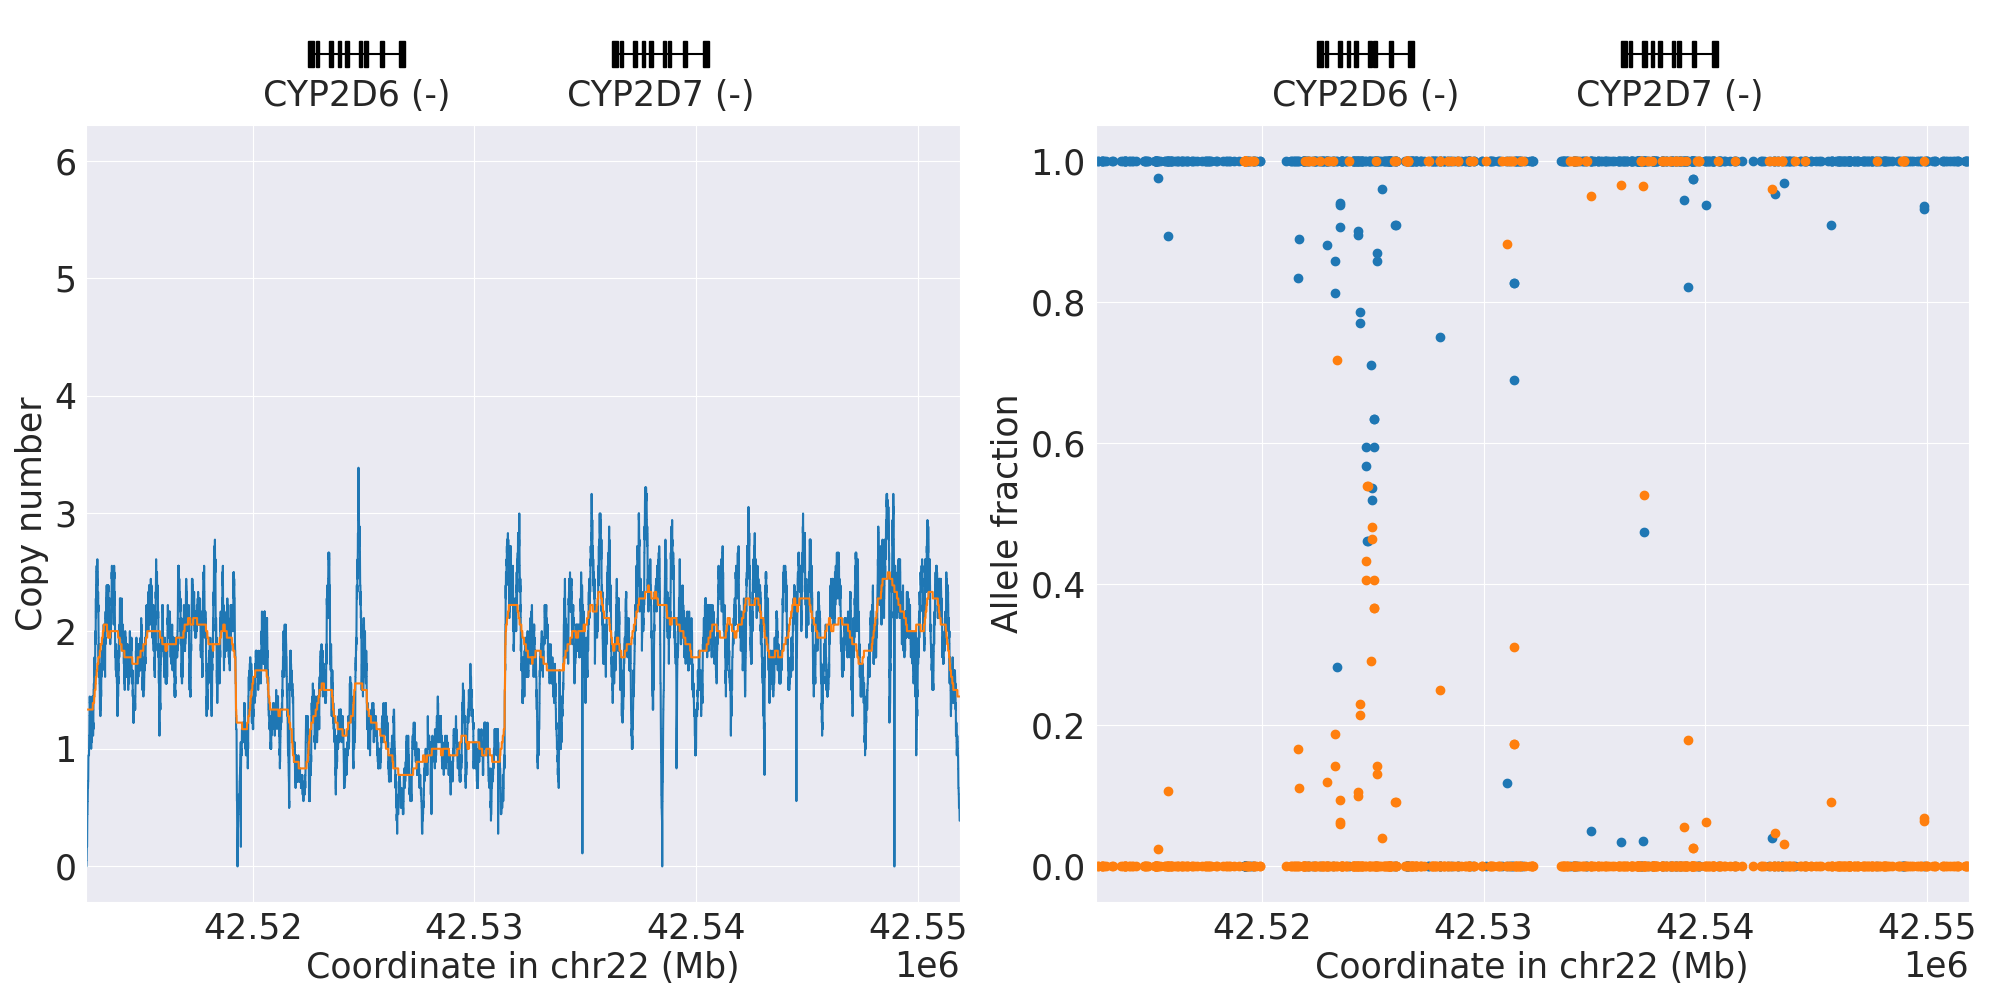 CYP2D6 (-)
CYP2D7 (-)
6
5
4
3
2
1
0
Copy number
42.52
42.53
42.54
42.55
Coordinate in chr22 (Mb)
1e6
CYP2D6 (-)
CYP2D7 (-)
1.0
0.8
0.6
0.4
0.2
0.0
Allele fraction
42.52
42.53
42.54
42.55
Coordinate in chr22 (Mb)
1e6